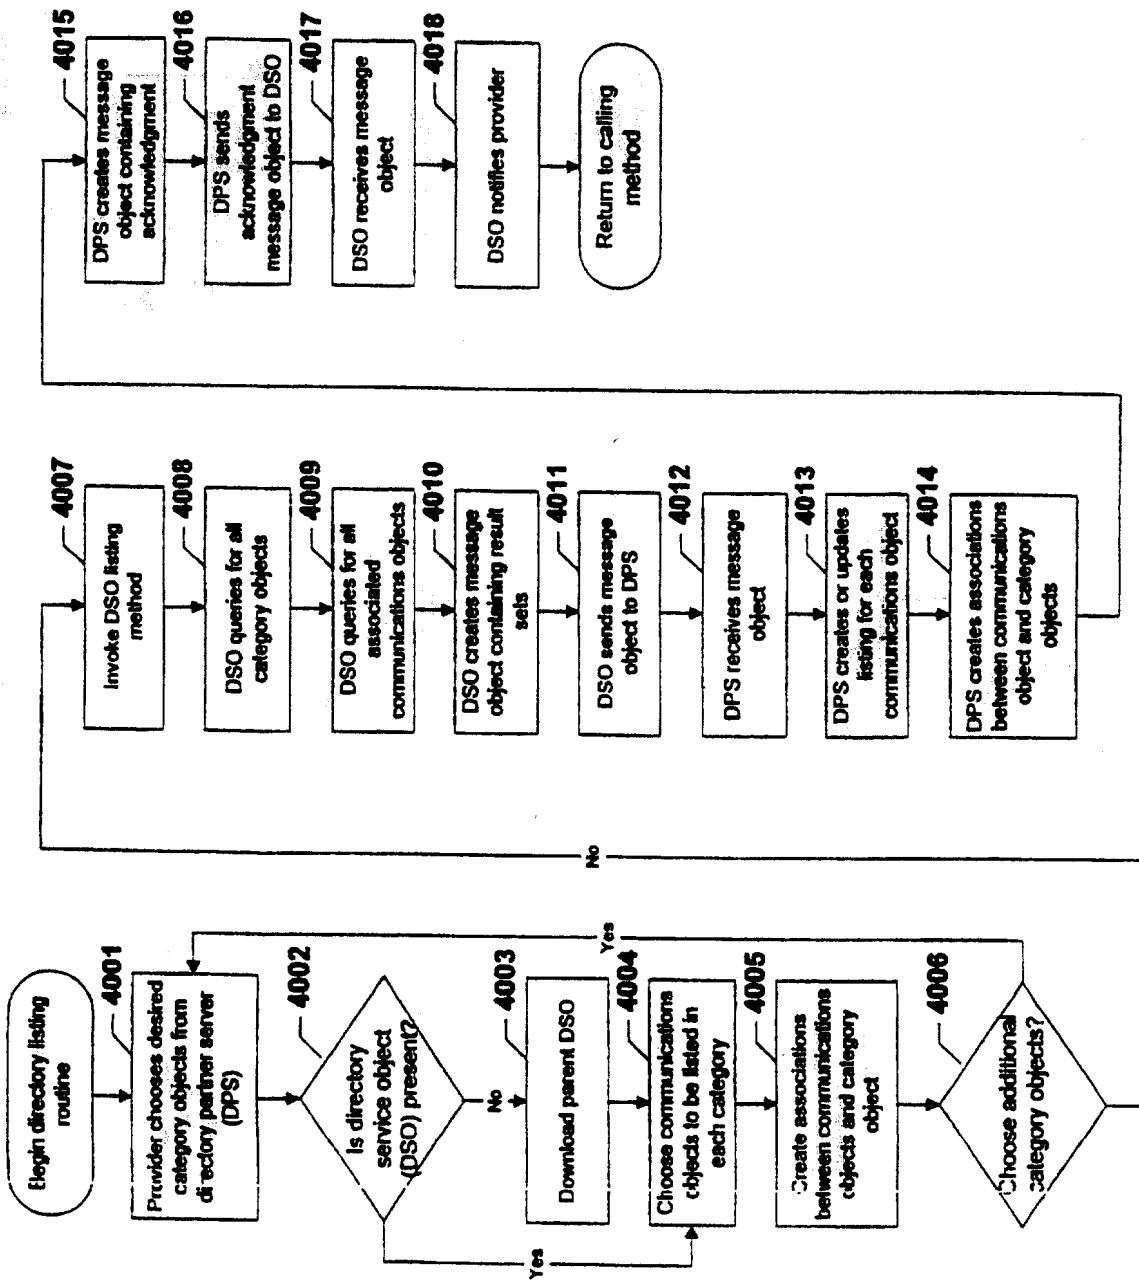 Begin directory listing
routine
4001
Provider chooses desired
category objects from
directory partner server
(DPS)
4002
Is directory
service object
(DSO) present?
No
Yes
4003
Download parent DSO
4004
Choose communications
objects to be listed in
each category
4005
Create associations
between communications
objects and category
object
4006
Choose additional
category objects?
Yes
No
4007
Invoke DSO listing
method
4008
DSO queries for all
category objects
4009
DSO queries for all
associated
communications objects
4010
DSO creates message
object containing result
sets
4011
DSO sends message
object to DPS
4012
DPS receives message
object
4013
DPS creates or updates
listing for each
communications object
4014
DPS creates association
between communications
object and category
objects
4015
DPS creates message
object containing
acknowledgment
4016
DPS sends
acknowledgment
message object to DSO
4017
DSO receives message
object
4018
DSO notifies provider
Return to calling
method